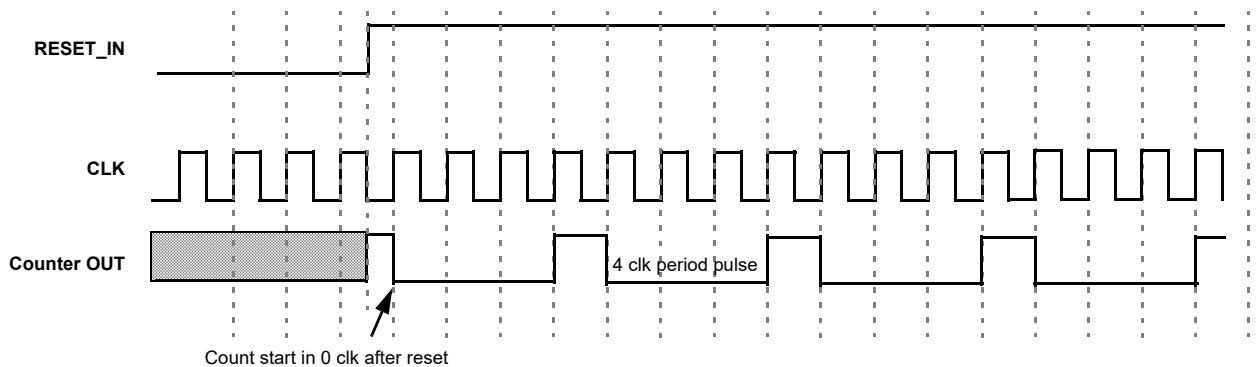 RESET_IN
CLK
Counter OUT
4 clk period pulse
Count start in 0 clk after reset